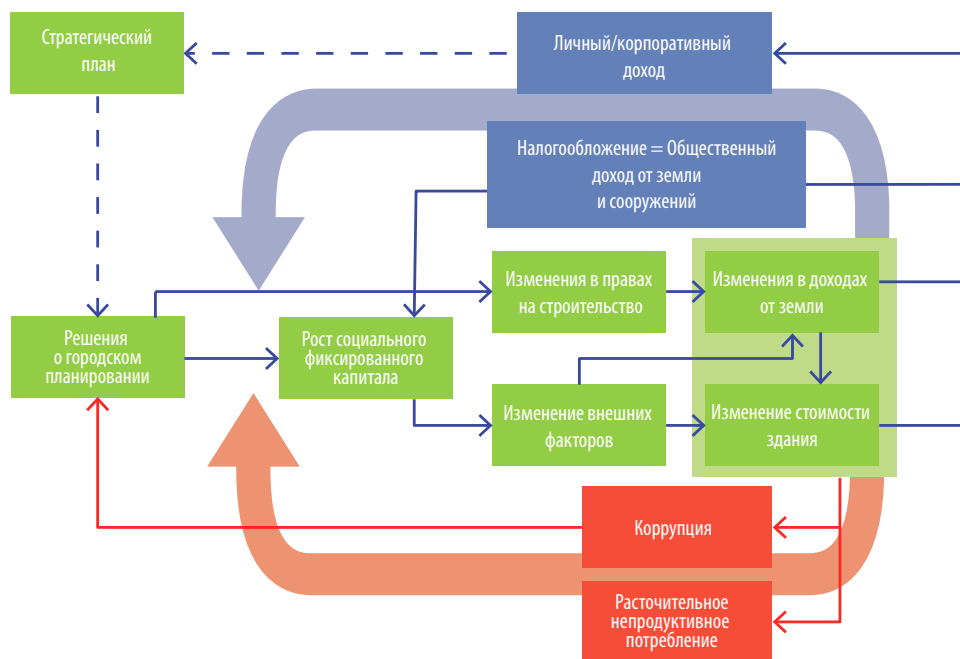 Стратегический
план
Личный/корпоративный
доход
Налогообложение = Общественный
доход от земли
и сооружений
Изменения в правах
на строительство
Изменения в доходах
от земли
Решения
о городском
планировании
Рост социального
фиксированного
капитала
Изменение внешних
факторов
Изменение стоимости
здания
Коррупция
Расточительное
непродуктивное
потребление